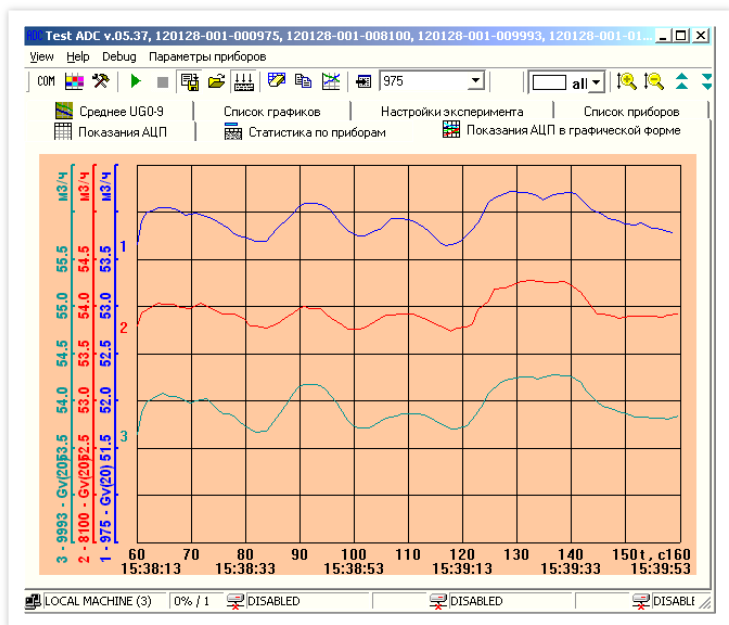 Test ADC v.05.37, 120128-001-000975, 120128-001-008100, 120128-001-009993, 120128-001-01...
View Help Debug Параметры приборов
COM 975 all
Среднее UG0-9 Список графиков Настройки эксперимента Список приборов
Показания АЦП Статистика по приборам Показания АЦП в графической форме
3 - 9993 - Gv(20) 53.5 54.0 54.5 55.0 55.5 м3/ч
2 - 8100 - Gv(20) 52.5 53.0 53.5 54.0 54.5 м3/ч
1 - 975 - Gv(20) 51.5 52.0 52.5 53.0 53.5 м3/ч
1
2
3
60 70 80 90 100 110 120 130 140 150 t, c 160
15:38:13 15:38:33 15:38:53 15:39:13 15:39:33 15:39:53
LOCAL MACHINE (3) 0% / 1 DISABLED DISABLED